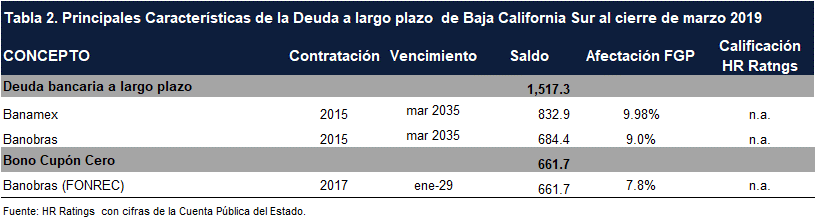 Tabla 2. Principales Características de la Deuda a largo plazo de Baja California Sur al cierre de marzo 2019
CONCEPTO Contratación Vencimiento Saldo Afectación FGP Calificación HR Ratngs
Deuda bancaria a largo plazo 1,517.3
Banamex 2015 mar 2035 832.9 9.98% n.a.
Banobras 2015 mar 2035 684.4 9.0% n.a.
Bono Cupón Cero 661.7
Banobras (FONREC) 2017 ene-29 661.7 7.8% n.a.
Fuente: HR Ratings con cifras de la Cuenta Pública del Estado.